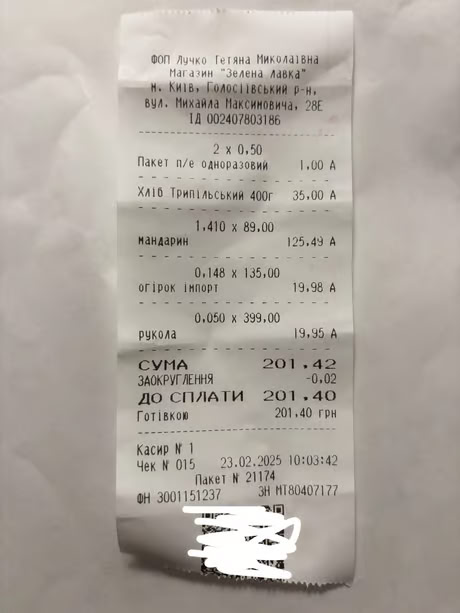 ФОП Лучко Тетяна Миколаївна
Магазин "Зелена лавка"
м. Київ, Голосіївський р-н,
вул. Михайла Максимовича, 28Е
ІД 002407803186
2 x 0,50
Пакет п/е одноразовий 1,00 А
Хліб Трипільський 400г 35,00 А
1,410 x 89,00
мандарин 125,49 А
0,148 x 135,00
огірок імпорт 19,98 А
0,050 x 399,00
рукола 19,95 А
СУМА 201,42
ЗАОКРУГЛЕННЯ -0,02
ДО СПЛАТИ 201,40
Готівкою 201,40 грн
Касир N 1
Чек N 015 23.02.2025 10:03:42
Пакет N 21174
ФН 3001151237 ЗН МТ80407177